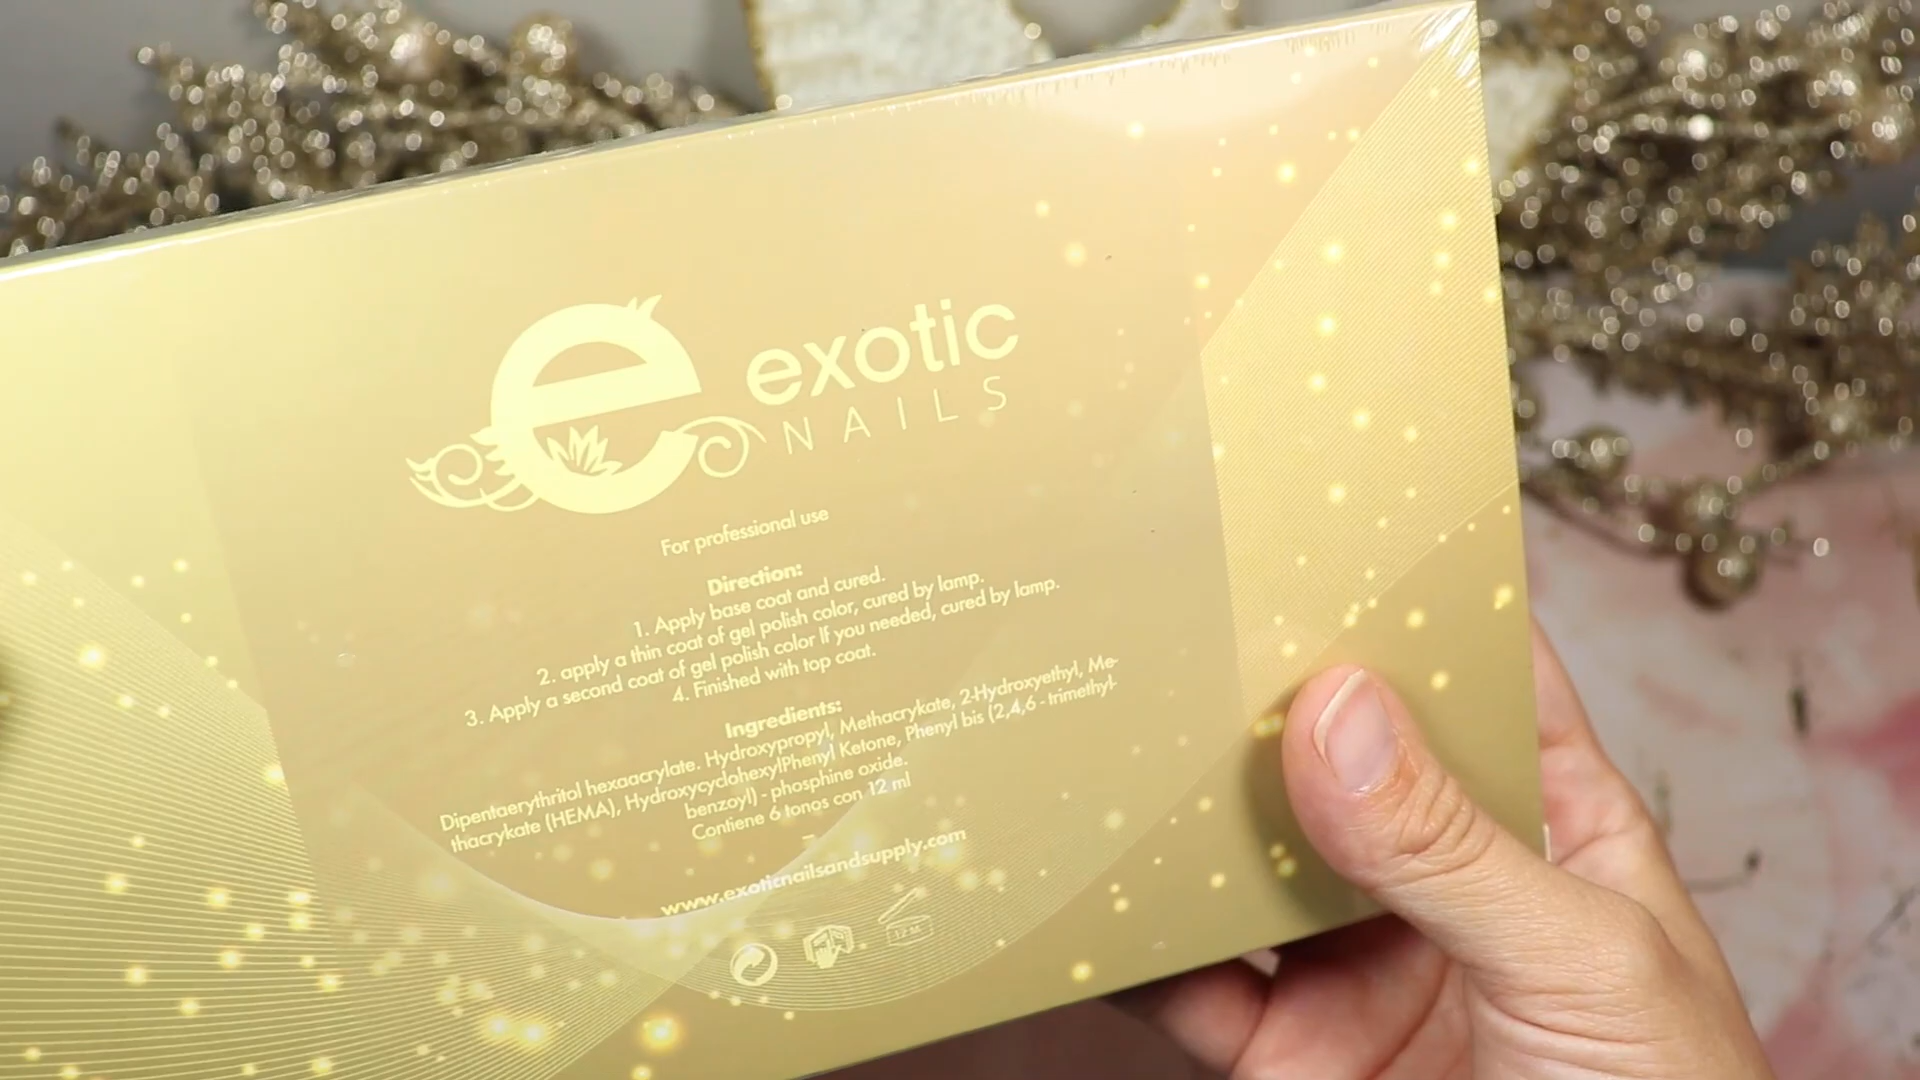 exotic
NAILS
For professional use
Direction:
1. Apply base coat and cured.
2. apply a thin coat of gel polish color, cured by lamp.
3. Apply a second coat of gel polish color If you needed, cured by lamp.
4. Finished with top coat.
Ingredients:
Dipentaerythritol hexaacrylate. Hydroxypropyl, Methacrykate, 2-Hydroxyethyl, Me-
thacrykate (HEMA), HydroxycyclohexylPhenyl Ketone, Phenyl bis (2,4,6 - trimethyl-
benzoyl) - phosphine oxide.
Contiene 6 tonos con 12 ml
www.exoticnailsandsupply.com
12 M